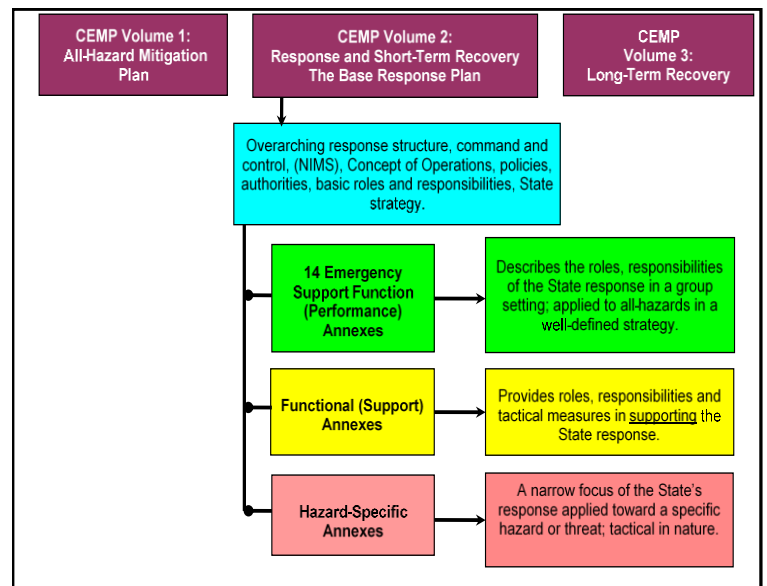 CEMP Volume 1:
All-Hazard Mitigation
Plan
CEMP Volume 2:
Response and Short-Term Recovery
The Base Response Plan
CEMP
Volume 3:
Long-Term Recovery
Overarching response structure, command and
control, (NIMS), Concept of Operations, policies,
authorities, basic roles and responsibilities, State
strategy.
14 Emergency
Support Function
(Performance)
Annexes
Describes the roles, responsibilities
of the State response in a group
setting; applied to all-hazards in a
well-defined strategy.
Functional (Support)
Annexes
Provides roles, responsibilities and
tactical measures in supporting the
State response.
Hazard-Specific
Annexes
A narrow focus of the State's
response applied toward a specific
hazard or threat; tactical in nature.